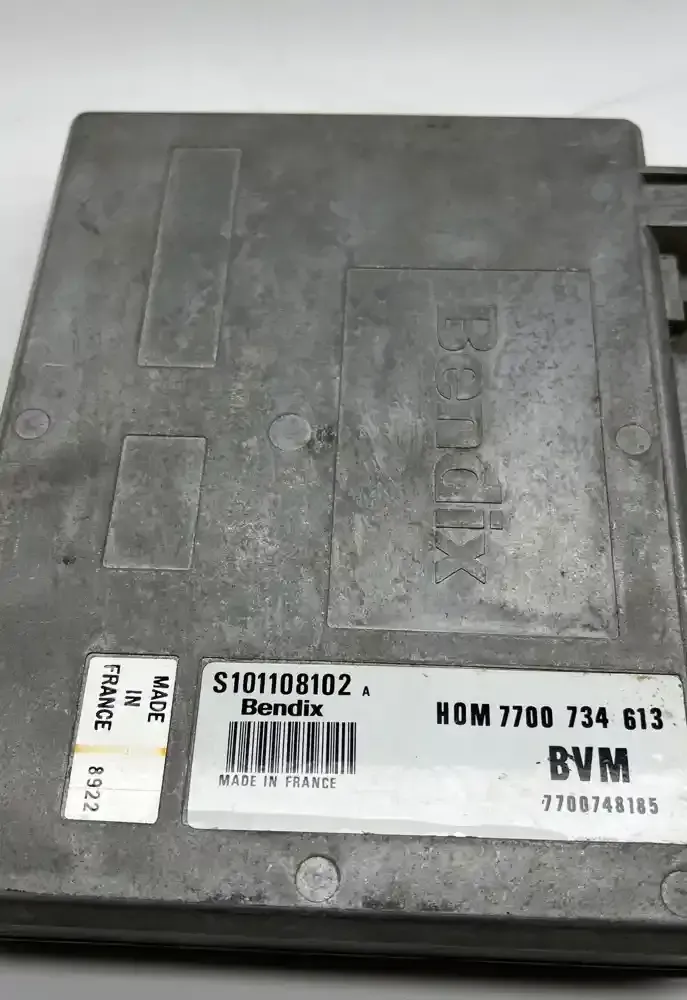 Bendix
MADE
IN
FRANCE 8922
S101108102 A
Bendix
MADE IN FRANCE
HOM 7700 734 613
BVM
7700748185